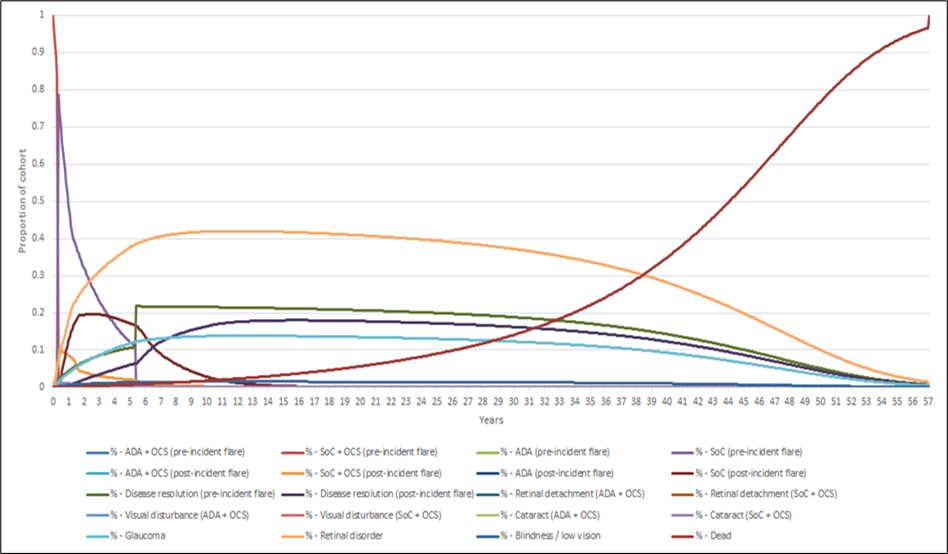 1
0.9
0.8
0.7
0.6
0.5
0.4
0.3
0.2
0.1
0
Proportion of cohort
0 1 2 3 4 5 6 7 8 9 10 11 12 13 14 15 16 17 18 19 20 21 22 23 24 25 26 27 28 29 30 31 32 33 34 35 36 37 38 39 40 41 42 43 44 45 46 47 48 49 50 51 52 53 54 55 56 57
Years
% - ADA + OCS (pre-incident flare) % - SoC + OCS (pre-incident flare) % - ADA (pre-incident flare) % - SoC (pre-incident flare)
% - ADA + OCS (post-incident flare) % - SoC + OCS (post-incident flare) % - ADA (post-incident flare) % - SoC (post-incident flare)
% - Disease resolution (pre-incident flare) % - Disease resolution (post-incident flare) % - Retinal detachment (ADA + OCS) % - Retinal detachment (SoC + OCS)
% - Visual disturbance (ADA + OCS) % - Visual disturbance (SoC + OCS) % - Cataract (ADA + OCS) % - Cataract (SoC + OCS)
% - Glaucoma % - Retinal disorder % - Blindness / low vision % - Dead